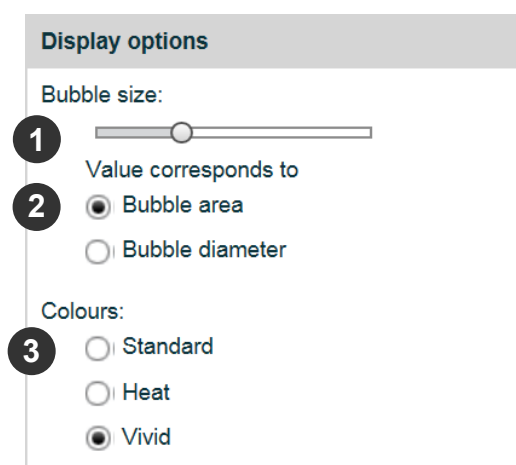 Display options
Bubble size:
1
Value corresponds to
2 Bubble area
Bubble diameter
Colours:
3 Standard
Heat
Vivid